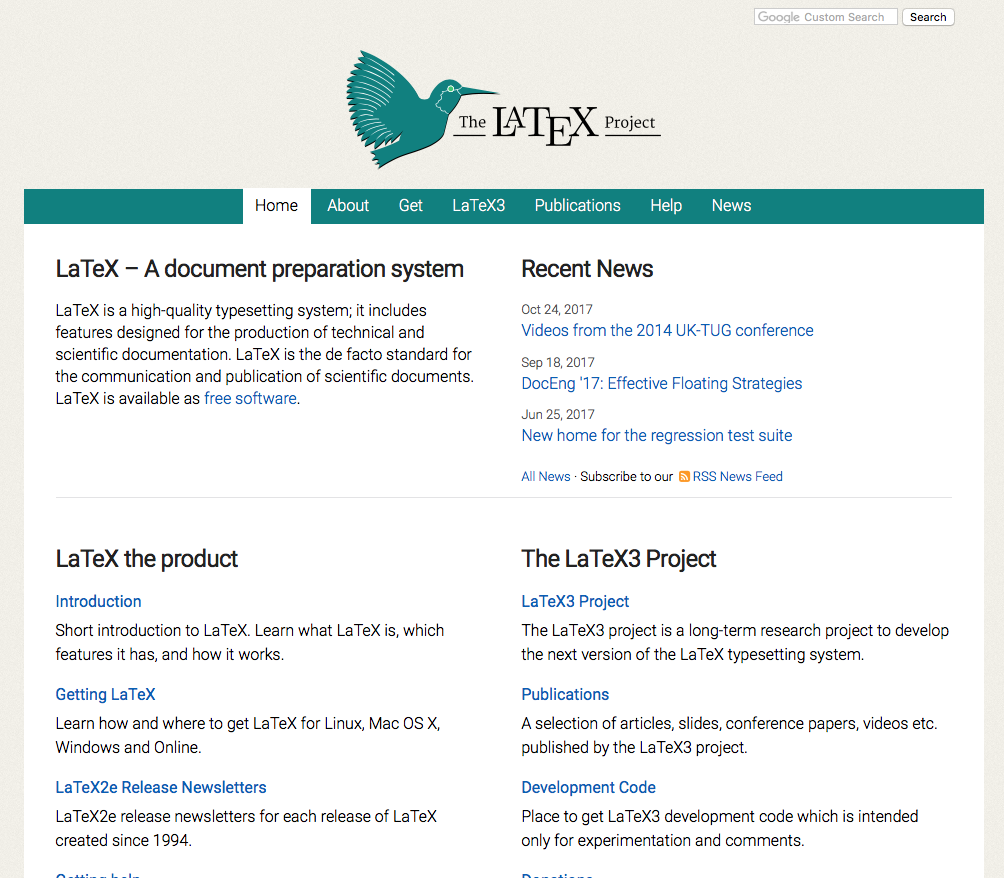 Google Custom Search Search
The LATEX Project
Home About Get LaTeX3 Publications Help News
LaTeX – A document preparation system
LaTeX is a high-quality typesetting system; it includes
features designed for the production of technical and
scientific documentation. LaTeX is the de facto standard for
the communication and publication of scientific documents.
LaTeX is available as free software.
Recent News
Oct 24, 2017
Videos from the 2014 UK-TUG conference
Sep 18, 2017
DocEng '17: Effective Floating Strategies
Jun 25, 2017
New home for the regression test suite
All News · Subscribe to our RSS News Feed
LaTeX the product
Introduction
Short introduction to LaTeX. Learn what LaTeX is, which
features it has, and how it works.
Getting LaTeX
Learn how and where to get LaTeX for Linux, Mac OS X,
Windows and Online.
LaTeX2e Release Newsletters
LaTeX2e release newsletters for each release of LaTeX
created since 1994.
Getting help
The LaTeX3 Project
LaTeX3 Project
The LaTeX3 project is a long-term research project to develop
the next version of the LaTeX typesetting system.
Publications
A selection of articles, slides, conference papers, videos etc.
published by the LaTeX3 project.
Development Code
Place to get LaTeX3 development code which is intended
only for experimentation and comments.
Donations